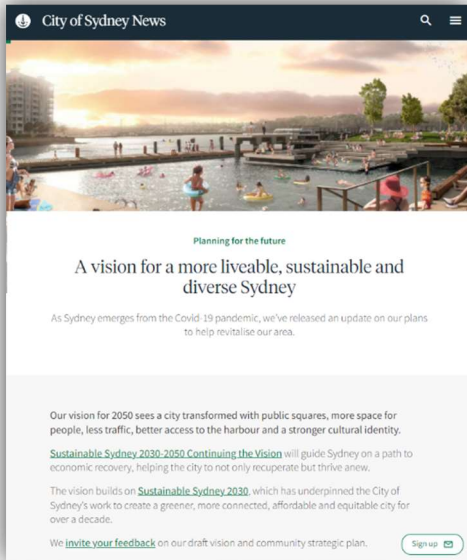 City of Sydney News
Planning for the future
A vision for a more liveable, sustainable and
diverse Sydney
As Sydney emerges from the Covid-19 pandemic, we've released an update on our plans
to help revitalise our area.
Our vision for 2050 sees a city transformed with public squares, more space for
people, less traffic, better access to the harbour and a stronger cultural identity.
Sustainable Sydney 2030-2050 Continuing the Vision will guide Sydney on a path to
economic recovery, helping the city to not only recuperate but thrive anew.
The vision builds on Sustainable Sydney 2030, which has underpinned the City of
Sydney's work to create a greener, more connected, affordable and equitable city for
over a decade.
We invite your feedback on our draft vision and community strategic plan.
Sign up